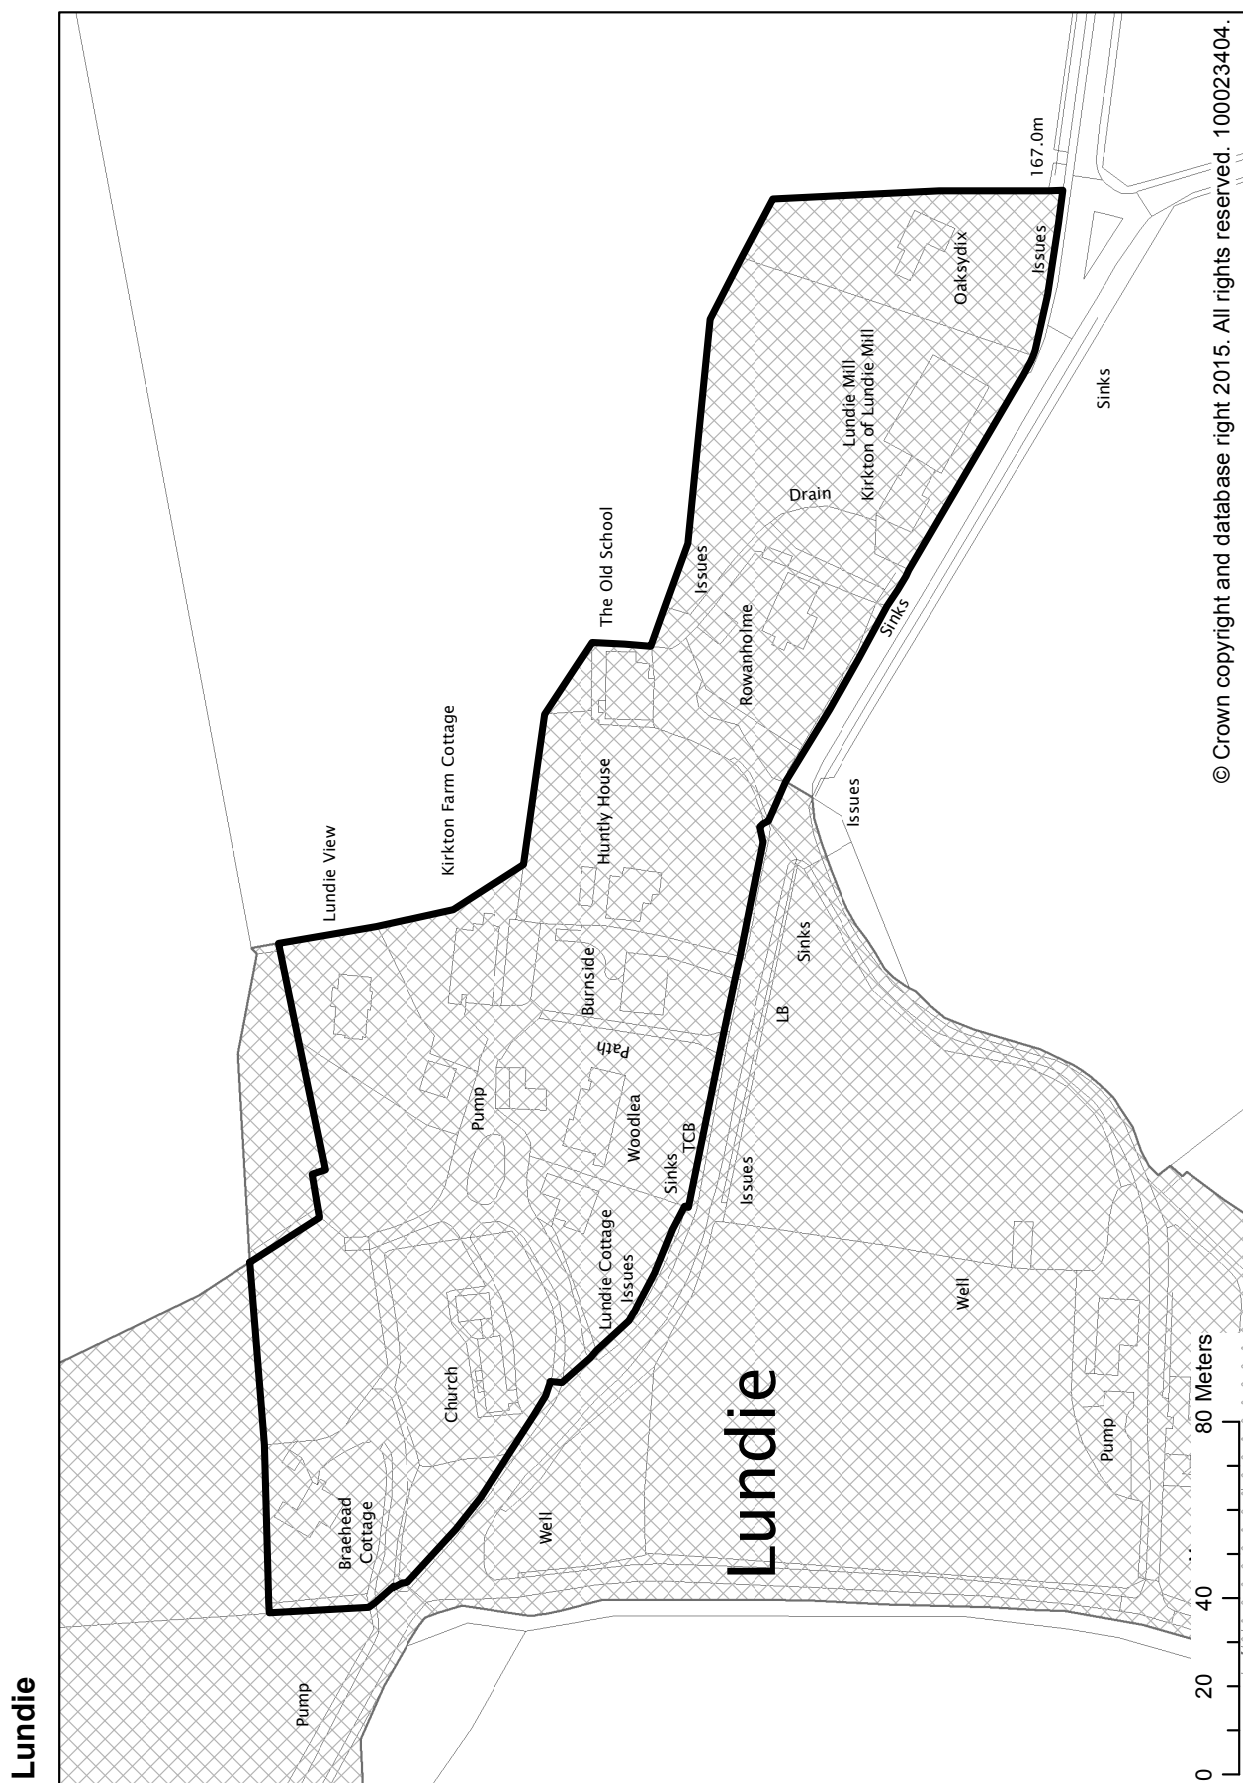 Lundie
Lundie View
Kirkton Farm Cottage
The Old School
167.0m
Issues
Oaksydix
Lundie Mill
Kirkton of Lundie Mill
Drain
Issues
Rowanholme
Sinks
Sinks
Huntly House
Burnside
Path
Pump
Woodlea
TCB
Sinks
Lundie Cottage
Issues
Church
Braehead
Cottage
Pump
Well
Issues
LB
Sinks
Issues
Well
Pump
Lundie
0 20 40 80 Meters
© Crown copyright and database right 2015. All rights reserved. 100023404.